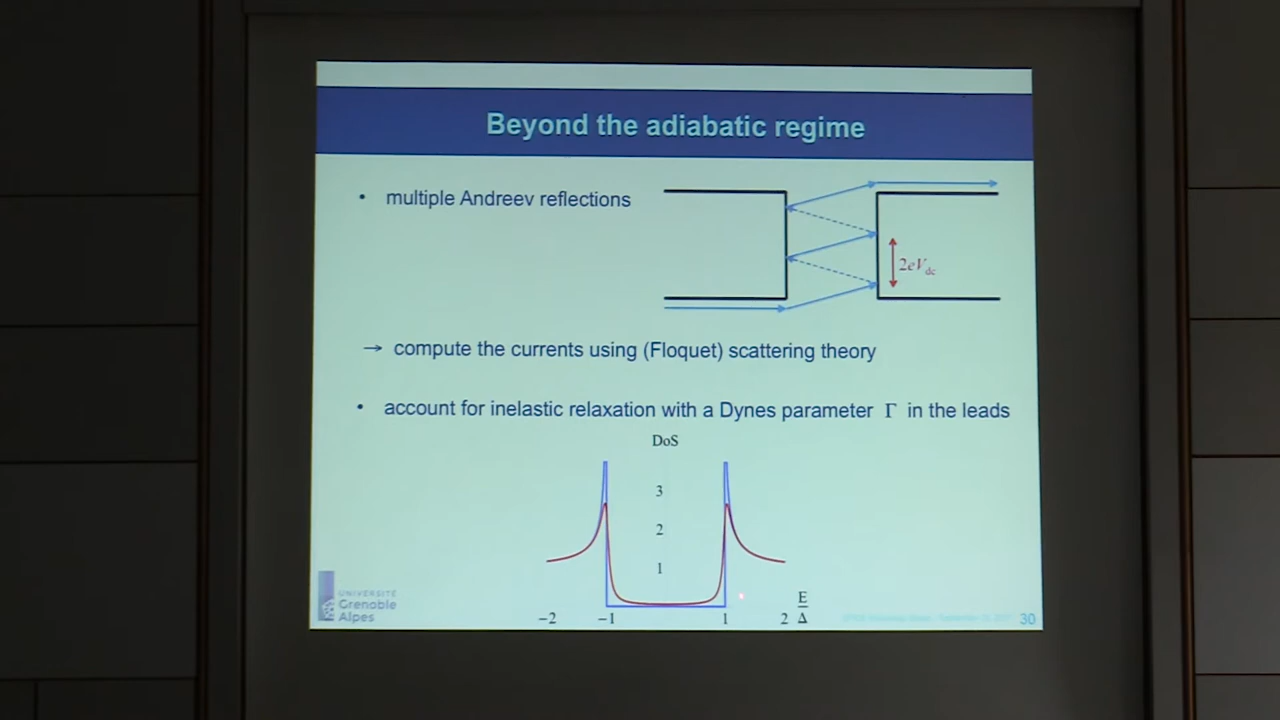 Beyond the adiabatic regime
• multiple Andreev reflections
2eV_dc
→ compute the currents using (Floquet) scattering theory
• account for inelastic relaxation with a Dynes parameter Γ in the leads
DoS
3
2
1
−2 −1 1 2 E/Δ
UNIVERSITÉ
Grenoble
Alpes
30